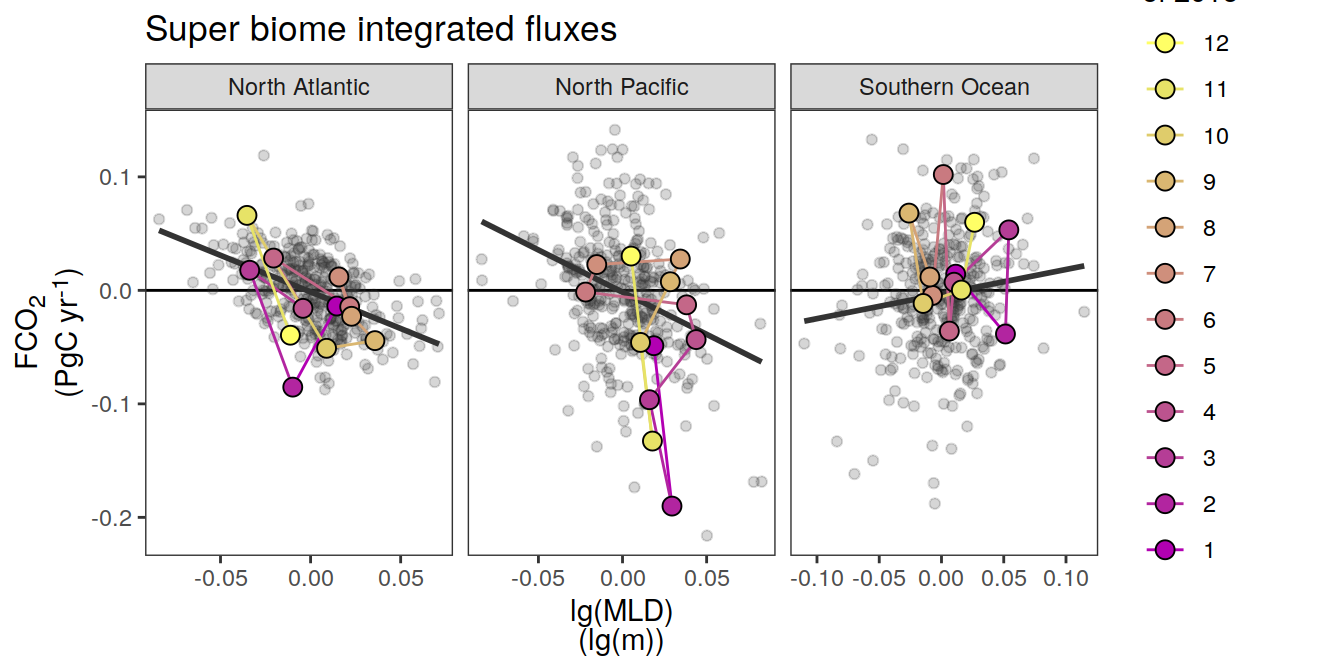 Super biome integrated fluxes
North Atlantic
North Pacific
Southern Ocean
0.1
0.0
-0.1
-0.2
FCO₂
(PgC yr⁻¹)
-0.05 0.00 0.05
-0.05 0.00 0.05
-0.10 -0.05 0.00 0.05 0.10
lg(MLD)
(lg(m))
12
11
10
9
8
7
6
5
4
3
2
1